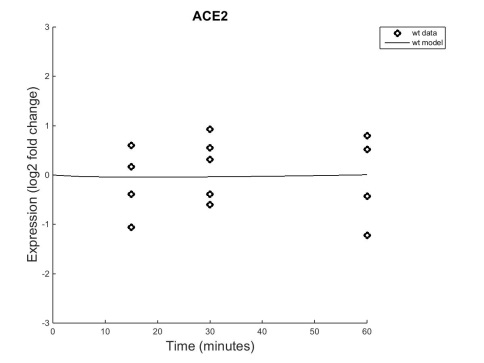 ACE2
wt data
wt model
Expression (log2 fold change)
3
2
1
0
-1
-2
-3
0 10 20 30 40 50 60
Time (minutes)